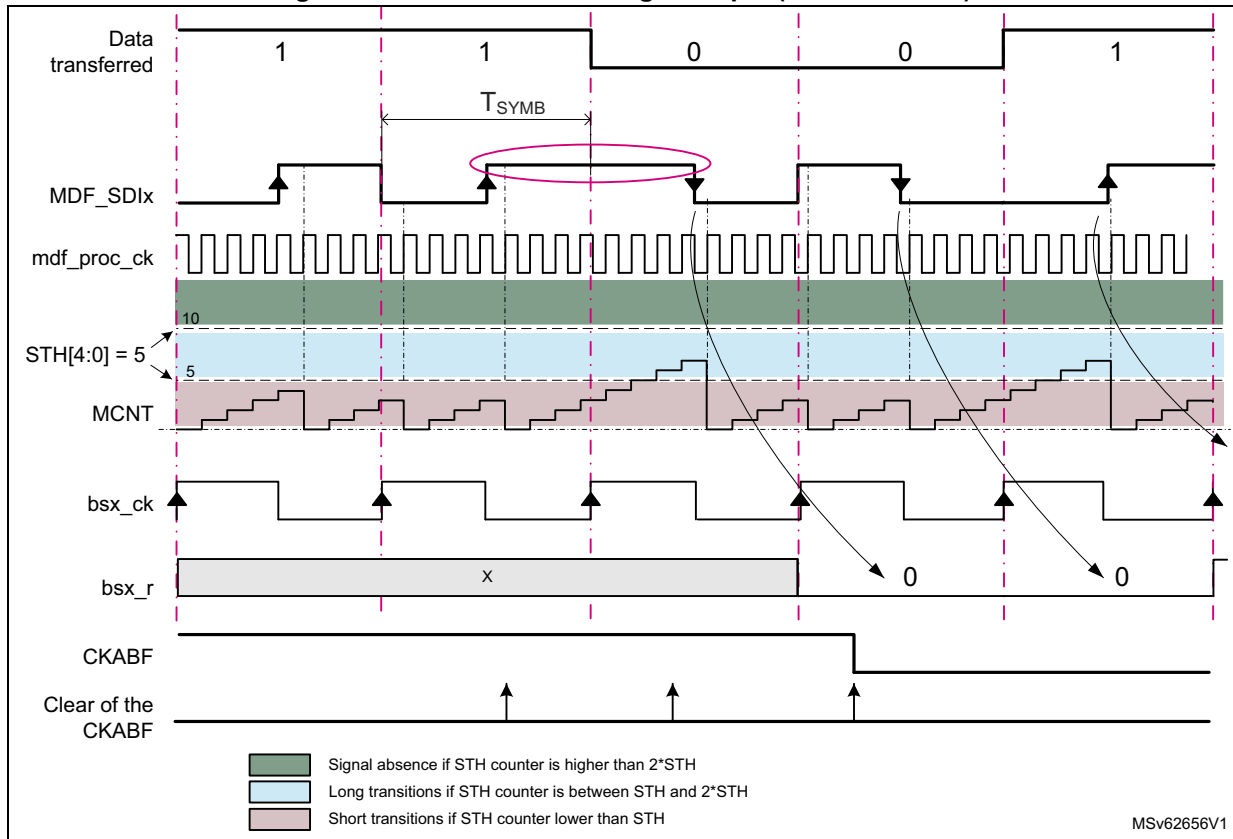 Data
transferred
1 1 0 0 1
TSYMB
MDF_SDIx
mdf_proc_ck
10
STH[4:0] = 5
5
MCNT
bsx_ck
bsx_r
X
0 0
CKABF
Clear of the
CKABF
Signal absence if STH counter is higher than 2*STH
Long transitions if STH counter is between STH and 2*STH
Short transitions if STH counter lower than STH
MSv62656V1